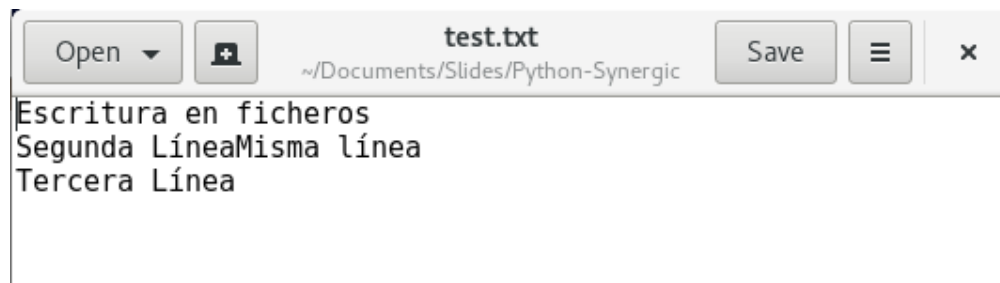 Open test.txt Save
~/Documents/Slides/Python-Synergic
Escritura en ficheros
Segunda LíneaMisma línea
Tercera Línea